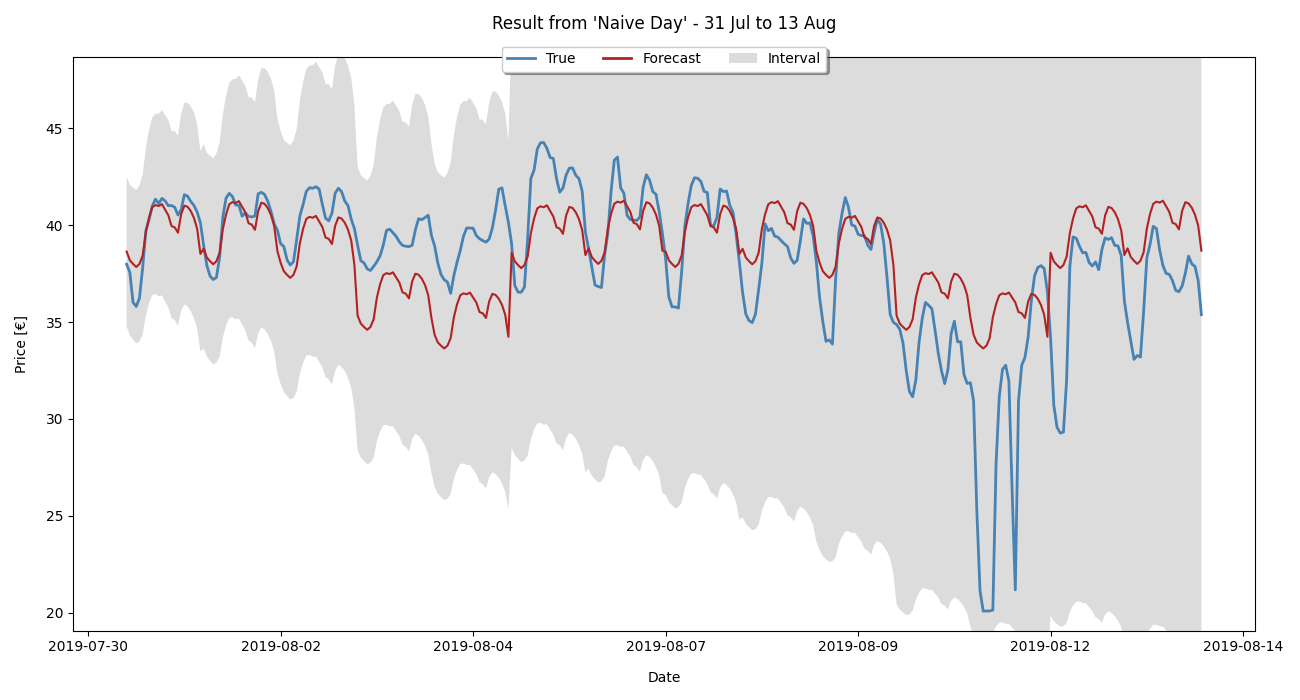 Result from 'Naive Day' - 31 Jul to 13 Aug
True Forecast Interval
Price [€]
45
40
35
30
25
20
2019-07-30 2019-08-02 2019-08-04 2019-08-07 2019-08-09 2019-08-12 2019-08-14
Date